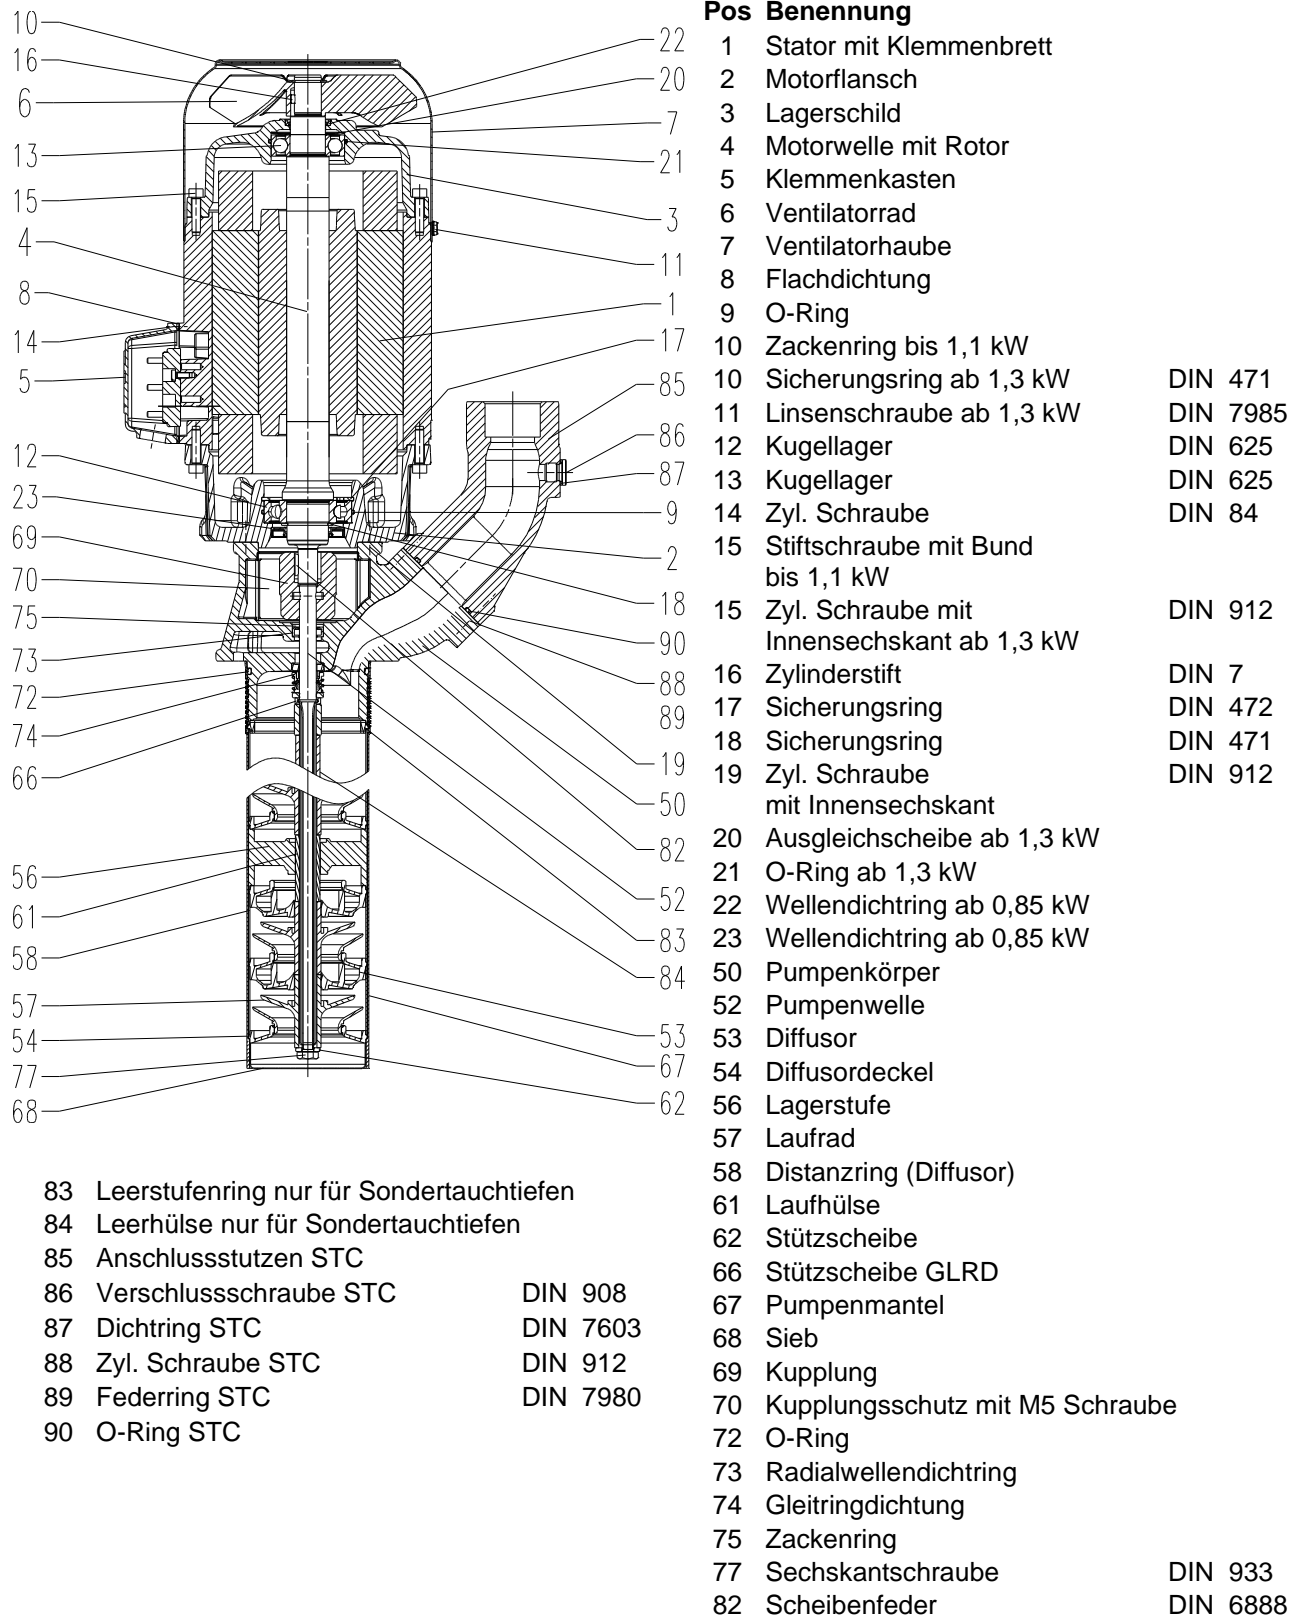 10
16
6
13
15
4
8
14
5
12
23
69
70
75
73
72
74
66
56
61
58
57
54
77
68
22
20
7
21
3
11
1
17
85
86
87
9
2
18
90
88
89
19
50
82
52
83
84
53
67
62
Pos Benennung
1 Stator mit Klemmenbrett
2 Motorflansch
3 Lagerschild
4 Motorwelle mit Rotor
5 Klemmenkasten
6 Ventilatorrad
7 Ventilatorhaube
8 Flachdichtung
9 O-Ring
10 Zackenring bis 1,1 kW
10 Sicherungsring ab 1,3 kW DIN 471
11 Linsenschraube ab 1,3 kW DIN 7985
12 Kugellager DIN 625
13 Kugellager DIN 625
14 Zyl. Schraube DIN 84
15 Stiftschraube mit Bund
bis 1,1 kW
15 Zyl. Schraube mit DIN 912
Innensechskant ab 1,3 kW
16 Zylinderstift DIN 7
17 Sicherungsring DIN 472
18 Sicherungsring DIN 471
19 Zyl. Schraube DIN 912
mit Innensechskant
20 Ausgleichscheibe ab 1,3 kW
21 O-Ring ab 1,3 kW
22 Wellendichtring ab 0,85 kW
23 Wellendichtring ab 0,85 kW
50 Pumpenkörper
52 Pumpenwelle
53 Diffusor
54 Diffusordeckel
56 Lagerstufe
57 Laufrad
58 Distanzring (Diffusor)
61 Laufhülse
62 Stützscheibe
66 Stützscheibe GLRD
67 Pumpenmantel
68 Sieb
69 Kupplung
70 Kupplungsschutz mit M5 Schraube
72 O-Ring
73 Radialwellendichtring
74 Gleitringdichtung
75 Zackenring
77 Sechskantschraube DIN 933
82 Scheibenfeder DIN 6888
83 Leerstufenring nur für Sondertauchtiefen
84 Leerhülse nur für Sondertauchtiefen
85 Anschlussstutzen STC
86 Verschlussschraube STC DIN 908
87 Dichtring STC DIN 7603
88 Zyl. Schraube STC DIN 912
89 Federring STC DIN 7980
90 O-Ring STC